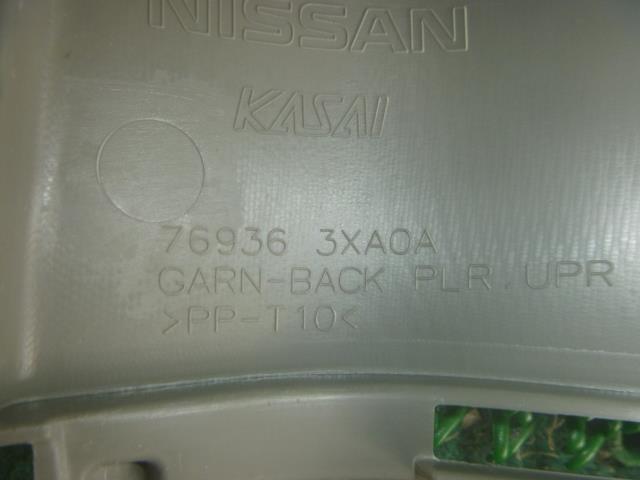 NISSAN
KASAI
76936 3XA0A
GARN-BACK PLR, UPR
>PP-T10<